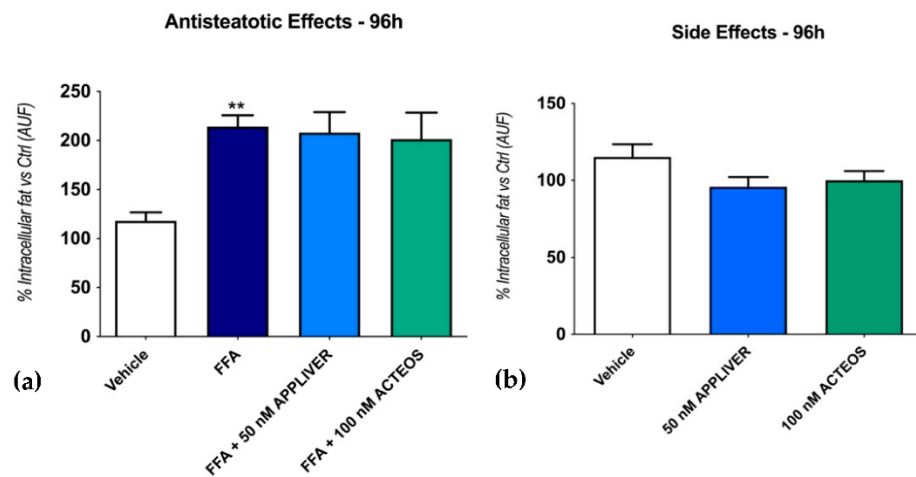 Antisteatotic Effects - 96h
% Intracellular fat vs Ctrl (AUF)
250
200
150
100
50
0
**
Vehicle
FFA
FFA + 50 nM APPLIVER
FFA + 100 nM ACTEOS
(a)
Side Effects - 96h
% Intracellular fat vs Ctrl (AUF)
150
100
50
0
Vehicle
50 nM APPLIVER
100 nM ACTEOS
(b)